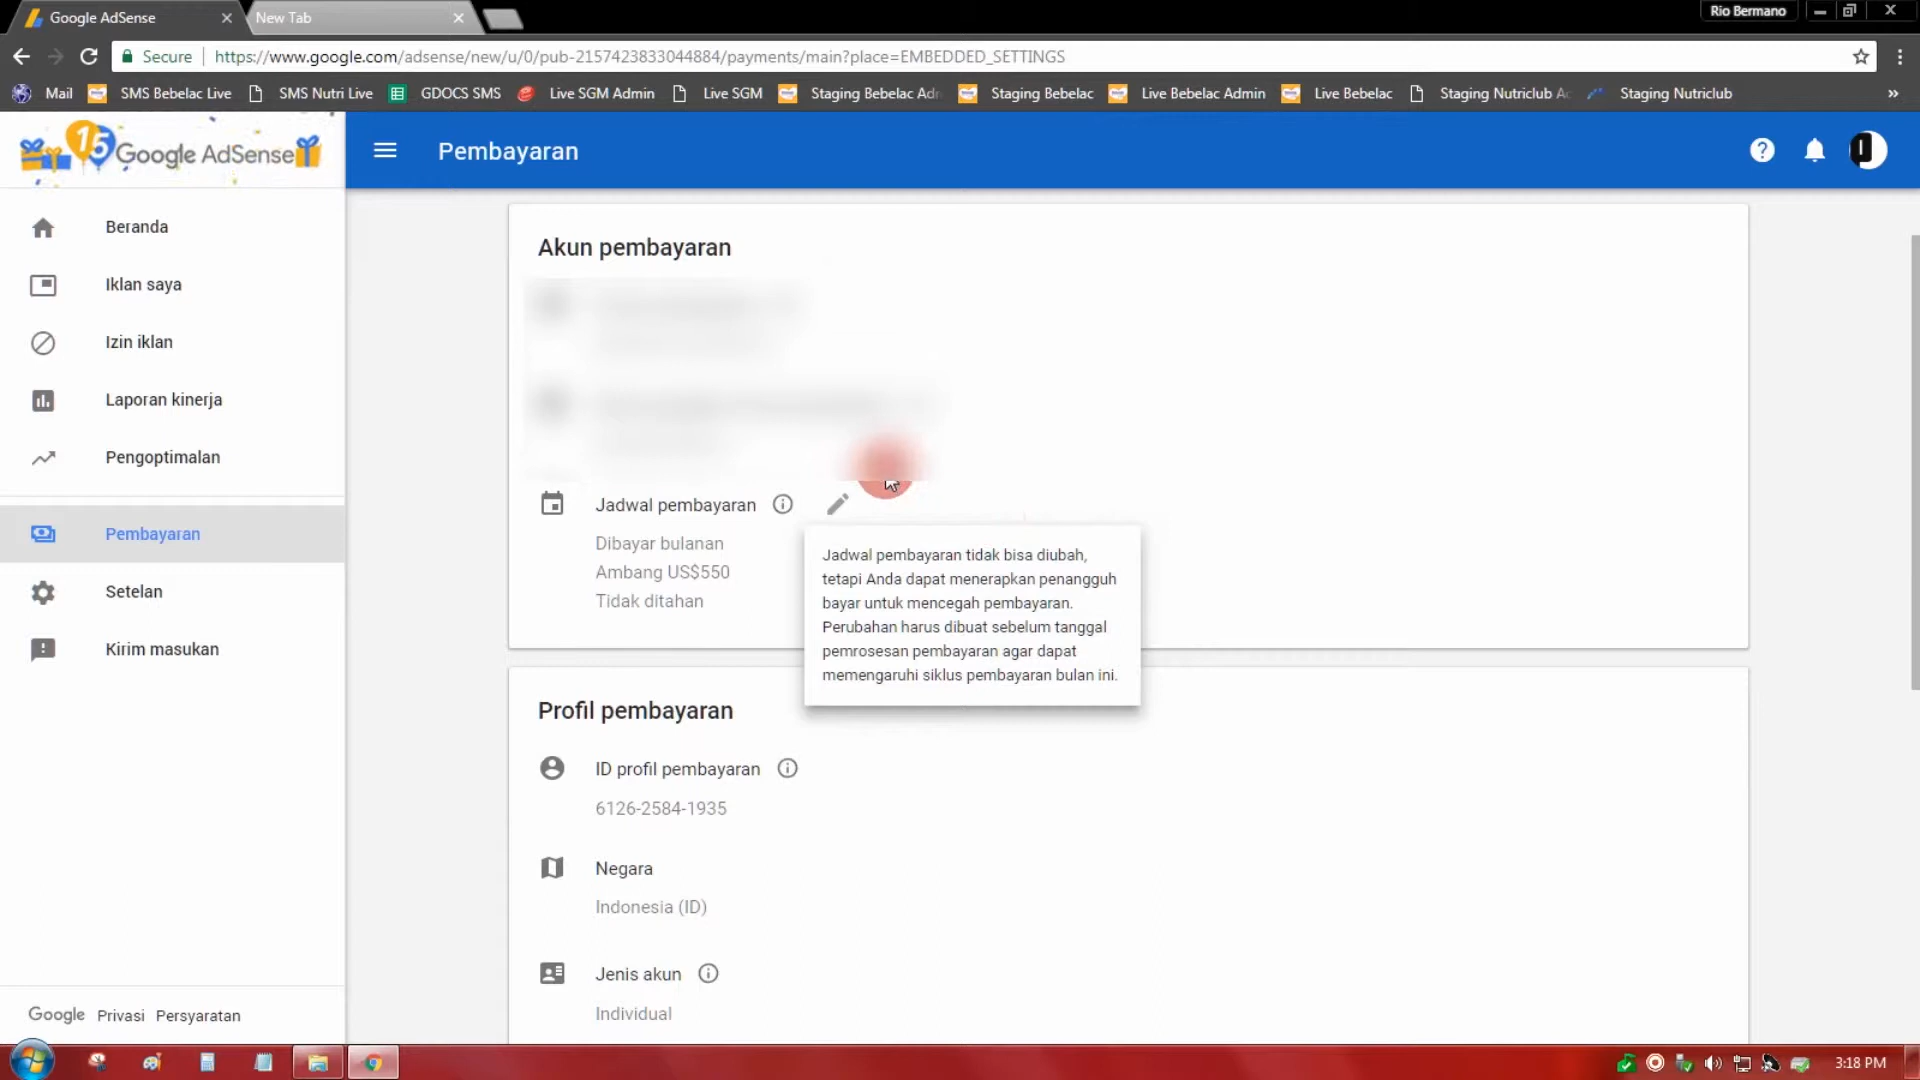 Google AdSense
New Tab
Rio Bermano
Secure
https://www.google.com/adsense/new/u/0/pub-2157423833044884/payments/main?place=EMBEDDED_SETTINGS
Mail
SMS Bebelac Live
SMS Nutri Live
GDOCS SMS
Live SGM Admin
Live SGM
Staging Bebelac Adn
Staging Bebelac
Live Bebelac Admin
Live Bebelac
Staging Nutriclub Ac
Staging Nutriclub
15 Google AdSense
Pembayaran
Beranda
Iklan saya
Izin iklan
Laporan kinerja
Pengoptimalan
Pembayaran
Setelan
Kirim masukan
Google Privasi Persyaratan
Akun pembayaran
Jadwal pembayaran
Dibayar bulanan
Ambang US$550
Tidak ditahan
Jadwal pembayaran tidak bisa diubah,
tetapi Anda dapat menerapkan penangguh
bayar untuk mencegah pembayaran.
Perubahan harus dibuat sebelum tanggal
pemrosesan pembayaran agar dapat
memengaruhi siklus pembayaran bulan ini.
Profil pembayaran
ID profil pembayaran
6126-2584-1935
Negara
Indonesia (ID)
Jenis akun
Individual
3:18 PM